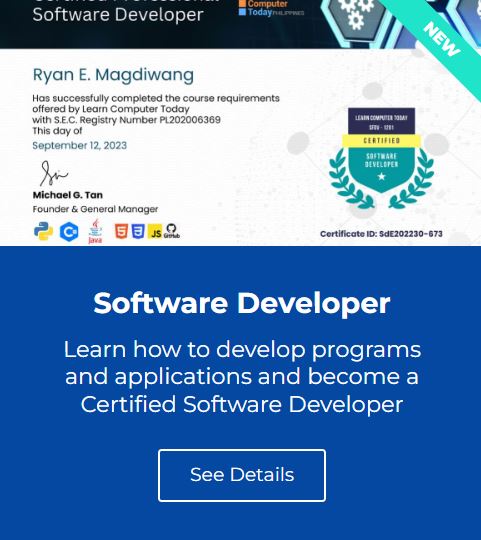 Certified Professional
Software Developer
Computer
Today PHILIPPINES
NEW
Ryan E. Magdiwang
Has successfully completed the course requirements
offered by Learn Computer Today
with S.E.C. Registry Number PL202006369
This day of
September 12, 2023
LEARN COMPUTER TODAY
SFDV - 1201
CERTIFIED
SOFTWARE
DEVELOPER
Michael G. Tan
Founder & General Manager
Java
JS
GitHub
Certificate ID: SdE202230-673
Software Developer
Learn how to develop programs
and applications and become a
Certified Software Developer
See Details